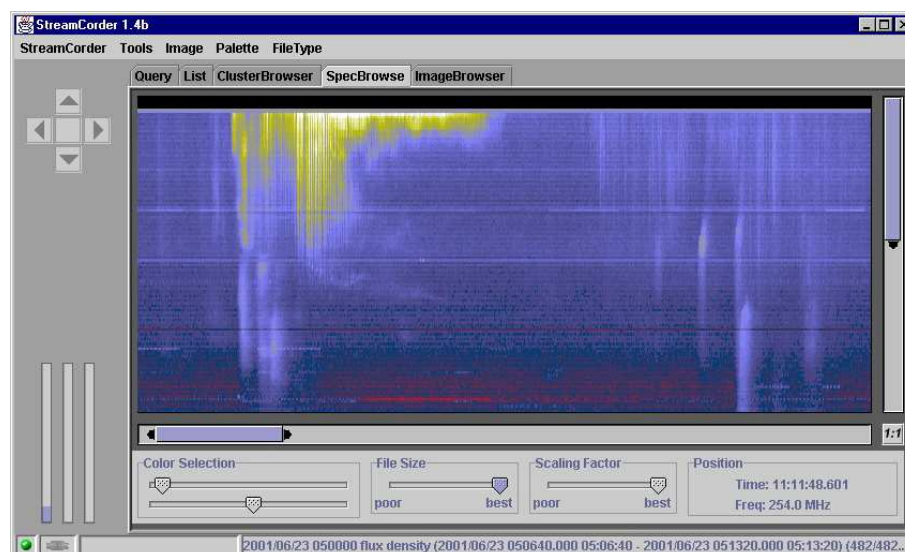 StreamCorder 1.4b
StreamCorder Tools Image Palette FileType
Query List ClusterBrowser SpecBrowse ImageBrowser
1:1
Color Selection File Size Scaling Factor Position
poor best poor best
Time: 11:11:48.601
Freq: 254.0 MHz
2001/06/23 050000 flux density (2001/06/23 050640.000 05:06:40 - 2001/06/23 051320.000 05:13:20) (482/482...